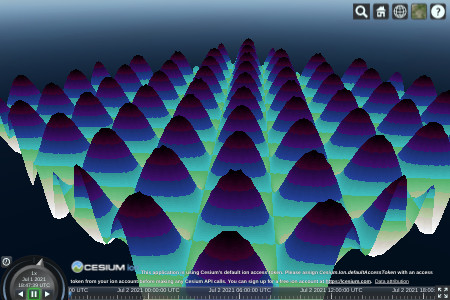 CESIUM ion
This application is using Cesium's default ion access token. Please assign Cesium.Ion.defaultAccessToken with an access
token from your ion account before making any Cesium API calls. You can sign up for a free ion account at https://cesium.com. Data attribution
1x
Jul 1 2021
18:47:39 UTC
00 UTC
Jul 2 2021 00:00:00 UTC
Jul 2 2021 06:00:00 UTC
Jul 2 2021 12:00:00 UTC
Jul 2 2021 18:00